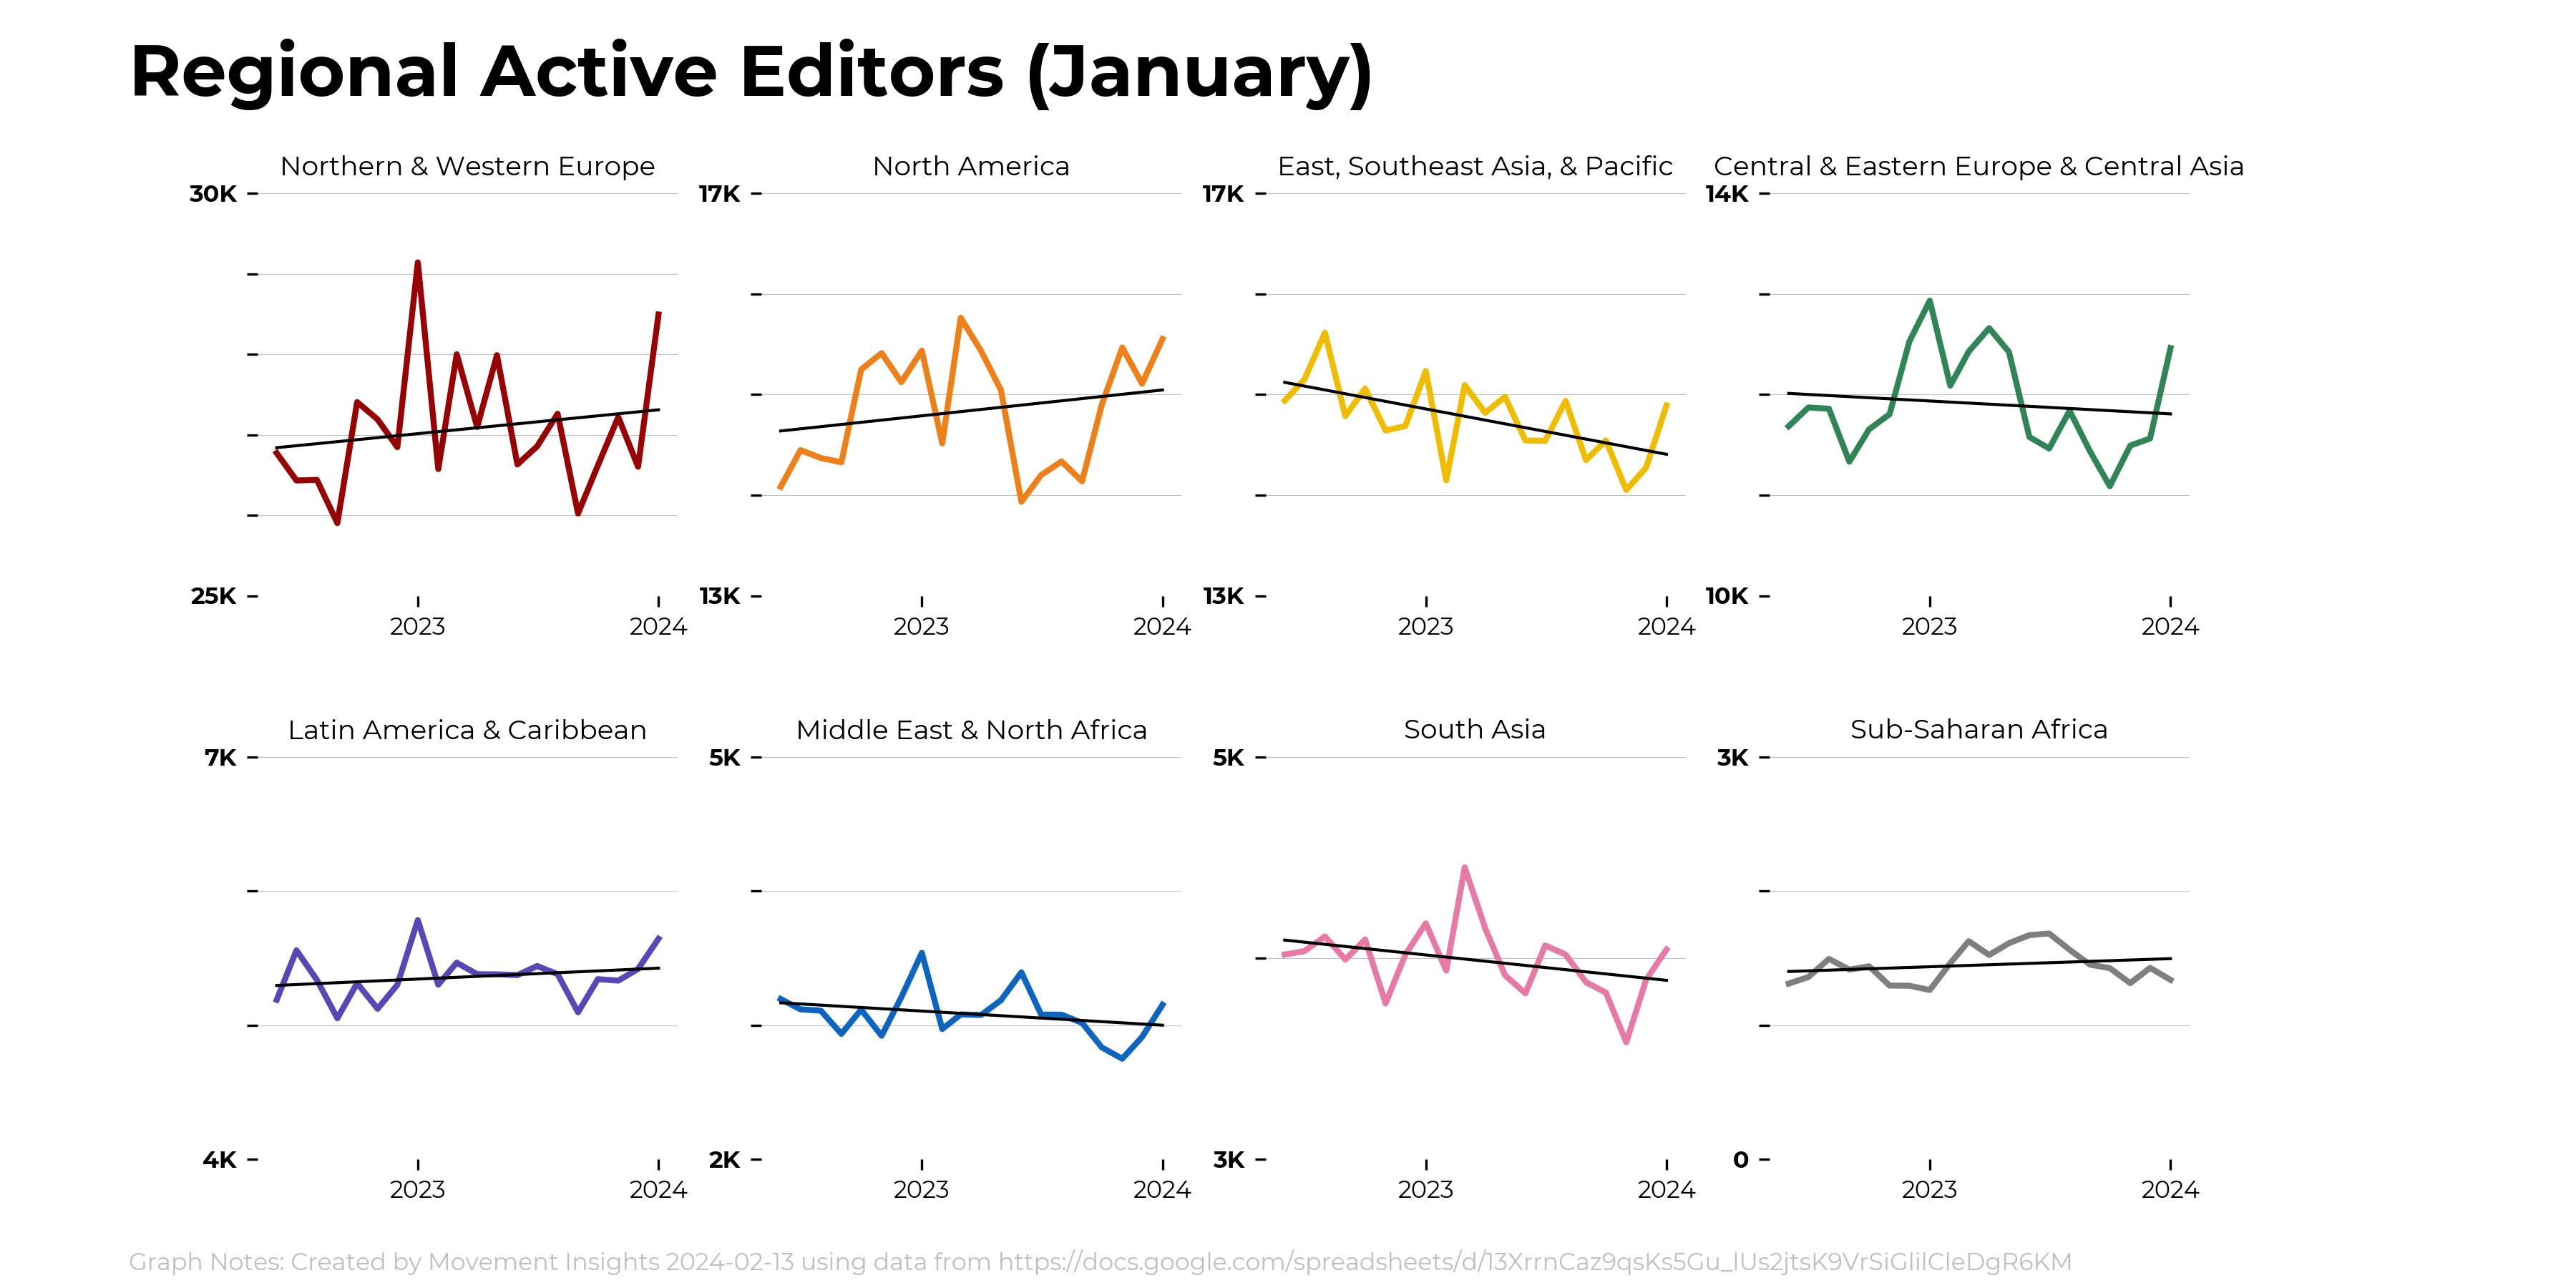 Regional Active Editors (January)
Northern & Western Europe
North America
East, Southeast Asia, & Pacific
Central & Eastern Europe & Central Asia
30K
17K
17K
14K
25K
13K
13K
10K
2023 2024
2023 2024
2023 2024
2023 2024
Latin America & Caribbean
Middle East & North Africa
South Asia
Sub-Saharan Africa
7K
5K
5K
3K
4K
2K
3K
0
2023 2024
2023 2024
2023 2024
2023 2024
Graph Notes: Created by Movement Insights 2024-02-13 using data from https://docs.google.com/spreadsheets/d/13XrrnCaz9qsKs5Gu_lUs2jtsK9VrSiGlilCleDgR6KM